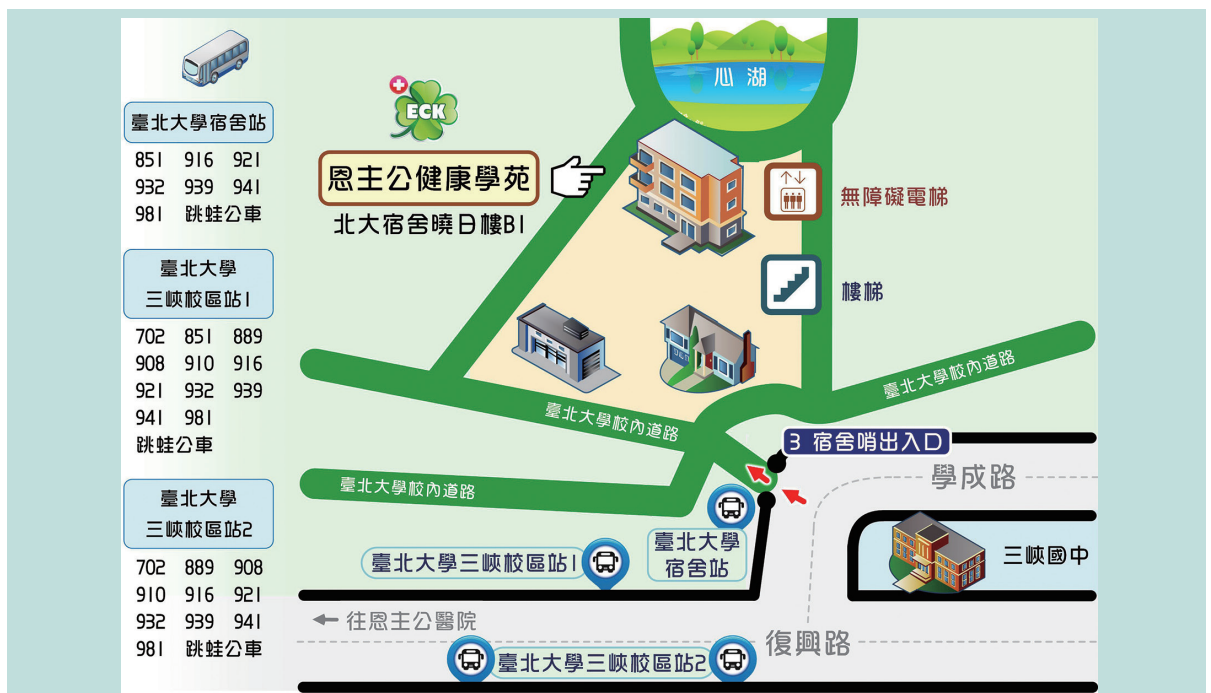 臺北大學宿舍站
851 916 921
932 939 941
981 跳蛙公車
臺北大學
三峽校區站1
702 851 889
908 910 916
921 932 939
941 981
跳蛙公車
臺北大學
三峽校區站2
702 889 908
910 916 921
932 939 941
981 跳蛙公車
心湖
ECK
恩主公健康學苑
北大宿舍曉日樓B1
無障礙電梯
樓梯
臺北大學校內道路
臺北大學校內道路
臺北大學校內道路
3 宿舍哨出入口
學成路
臺北大學
宿舍站
三峽國中
臺北大學三峽校區站1
← 往恩主公醫院
復興路
臺北大學三峽校區站2